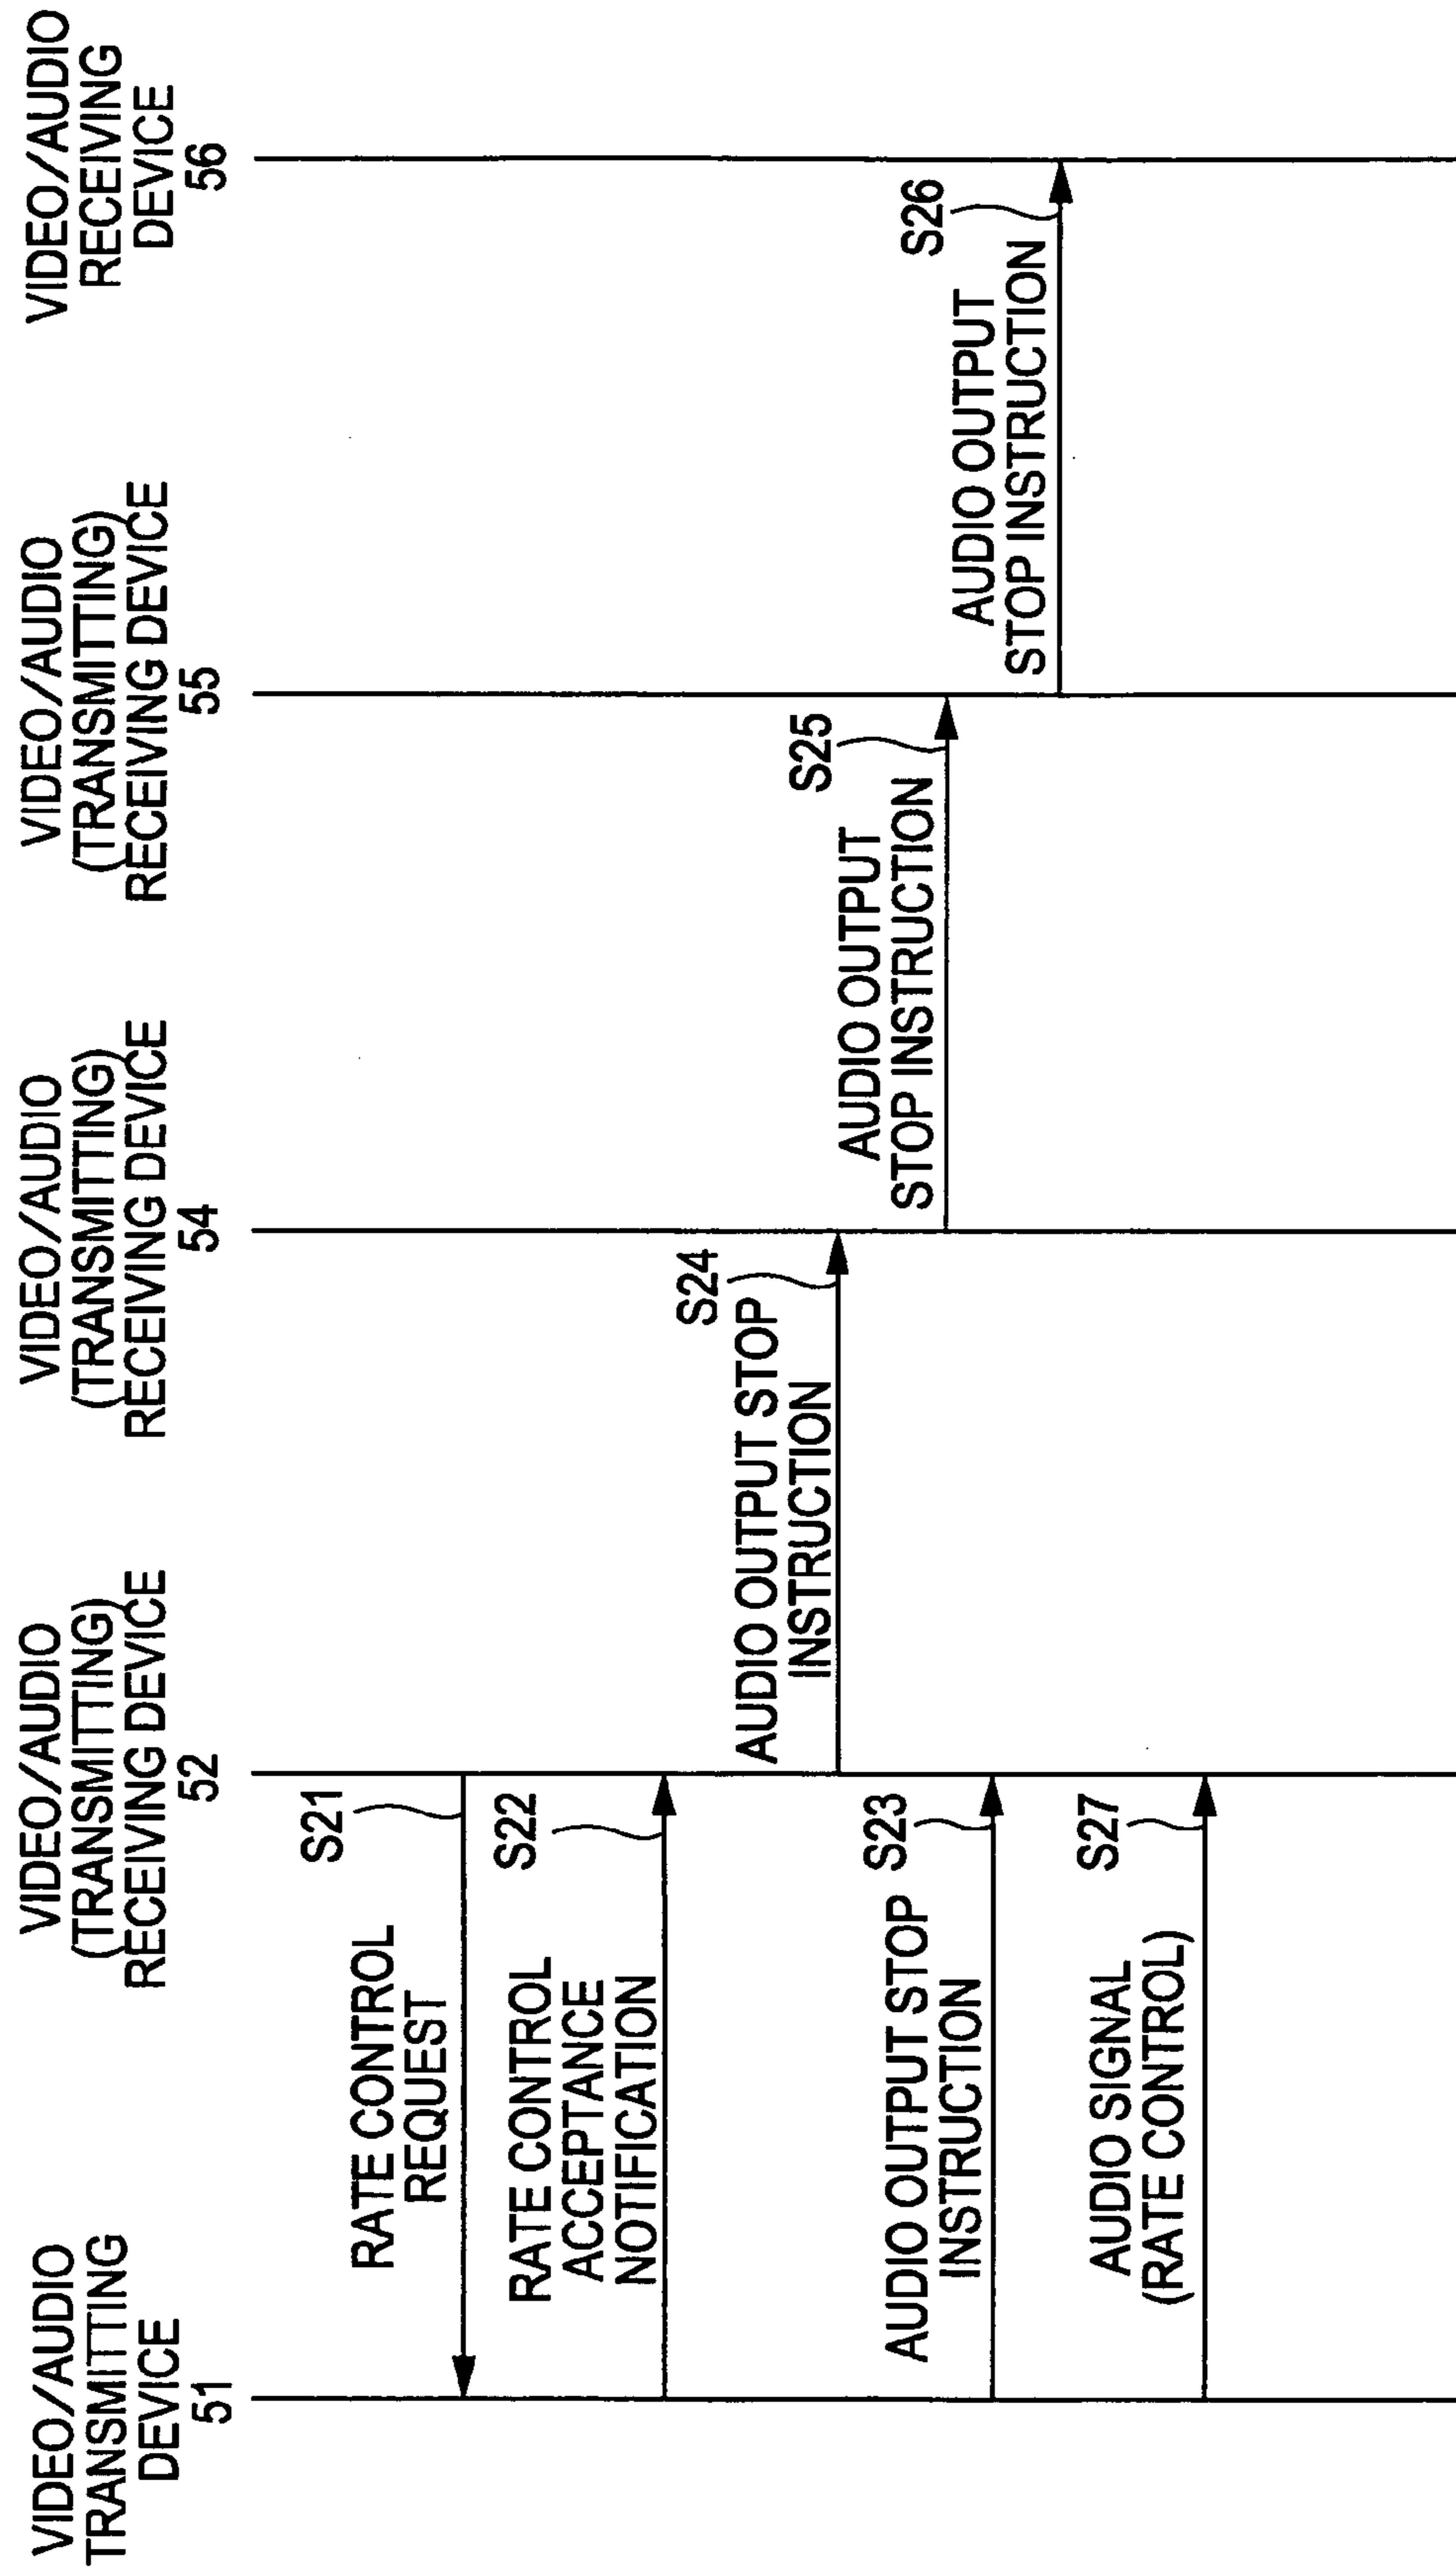 VIDEO/AUDIO
TRANSMITTING
DEVICE
51
VIDEO/AUDIO
(TRANSMITTING)
RECEIVING DEVICE
52
VIDEO/AUDIO
(TRANSMITTING)
RECEIVING DEVICE
54
VIDEO/AUDIO
(TRANSMITTING)
RECEIVING DEVICE
55
VIDEO/AUDIO
RECEIVING
DEVICE
56
S21
RATE CONTROL
REQUEST
S22
RATE CONTROL
ACCEPTANCE
NOTIFICATION
S24
AUDIO OUTPUT STOP
INSTRUCTION
S25
AUDIO OUTPUT
STOP INSTRUCTION
S23
AUDIO OUTPUT STOP
INSTRUCTION
S26
AUDIO OUTPUT
STOP INSTRUCTION
S27
AUDIO SIGNAL
(RATE CONTROL)